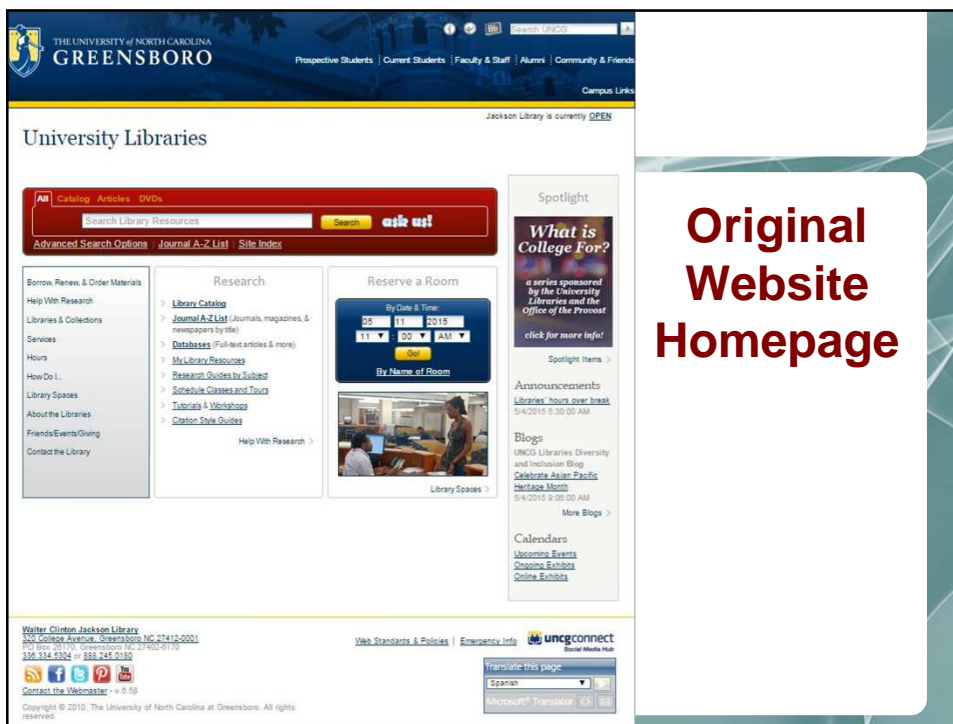 THE UNIVERSITY of NORTH CAROLINA
GREENSBORO
Bb
Search UNCG
Prospective Students | Current Students | Faculty & Staff | Alumni | Community & Friends
Campus Links
Jackson Library is currently OPEN.
University Libraries
All Catalog Articles DVDs
Search Library Resources
Search
ask us!
Advanced Search Options | Journal A-Z List | Site Index
Borrow, Renew, & Order Materials
Help With Research
Libraries & Collections
Services
Hours
How Do I...
Library Spaces
About the Libraries
Friends/Events/Giving
Contact the Library
Research
> Library Catalog
> Journal A-Z List (Journals, magazines, &
newspapers by title)
> Databases (Full-text articles & more)
> My Library Resources
> Research Guides by Subject
> Schedule Classes and Tours
> Tutorials & Workshops
> Citation Style Guides
Help With Research >
Reserve a Room
By Date & Time:
05 11 2015
11 : 00 AM
Go!
By Name of Room
Library Spaces >
Spotlight
What is
College For?
a series sponsored
by the University
Libraries and the
Office of the Provost
click for more info!
Spotlight Items >
Announcements
Libraries' hours over break
5/4/2015 5:30:00 AM
Blogs
UNCG Libraries Diversity
and Inclusion Blog
Celebrate Asian Pacific
Heritage Month
5/4/2015 9:06:00 AM
More Blogs >
Calendars
Upcoming Events
Ongoing Exhibits
Online Exhibits
Original
Website
Homepage
Walter Clinton Jackson Library
320 College Avenue, Greensboro NC 27412-0001
PO Box 26170, Greensboro NC 27402-6170
336.334.5304 or 888.245.0180
You
Tube
Contact the Webmaster - v.6.5β
Copyright © 2010. The University of North Carolina at Greensboro. All rights
reserved.
Web Standards & Policies | Emergency Info
uncgconnect
Social Media Hub
Translate this page
Spanish
Microsoft® Translator